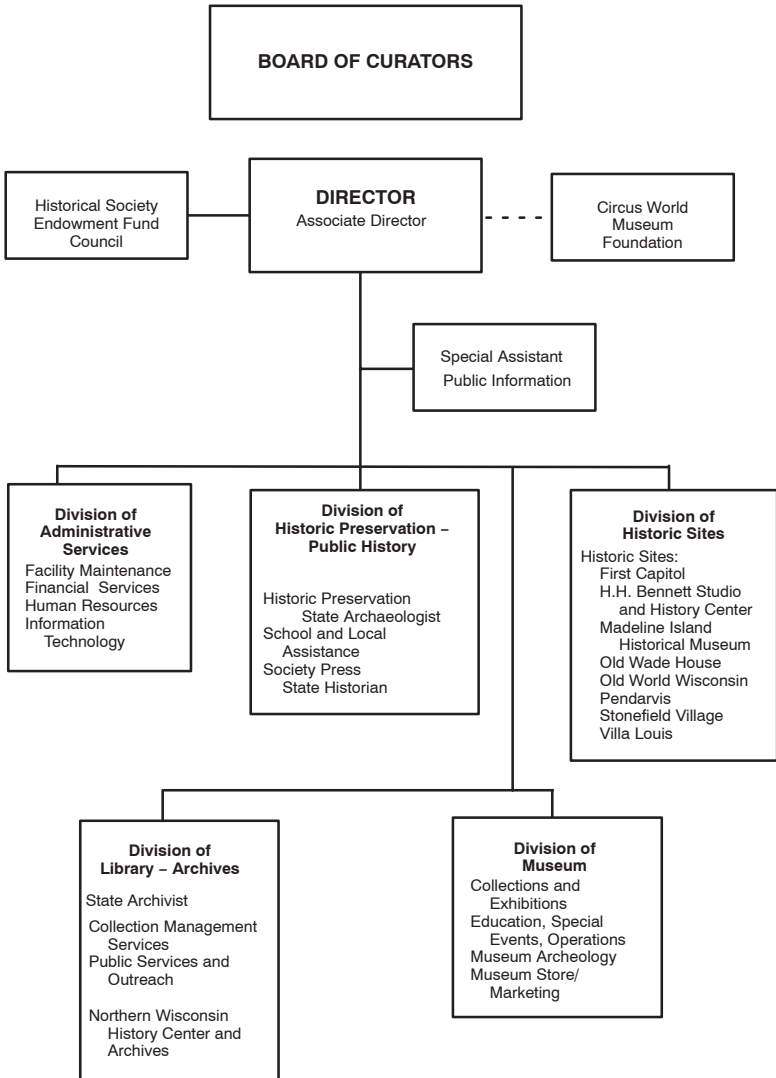 BOARD OF CURATORS
Historical Society
Endowment Fund
Council
DIRECTOR
Associate Director
Circus World
Museum
Foundation
Special Assistant
Public Information
Division of
Administrative
Services
Facility Maintenance
Financial Services
Human Resources
Information
Technology
Division of
Historic Preservation –
Public History
Historic Preservation
State Archaeologist
School and Local
Assistance
Society Press
State Historian
Division of
Historic Sites
Historic Sites:
First Capitol
H.H. Bennett Studio
and History Center
Madeline Island
Historical Museum
Old Wade House
Old World Wisconsin
Pendarvis
Stonefield Village
Villa Louis
Division of
Library – Archives
State Archivist
Collection Management
Services
Public Services and
Outreach
Northern Wisconsin
History Center and
Archives
Division of
Museum
Collections and
Exhibitions
Education, Special
Events, Operations
Museum Archeology
Museum Store/
Marketing